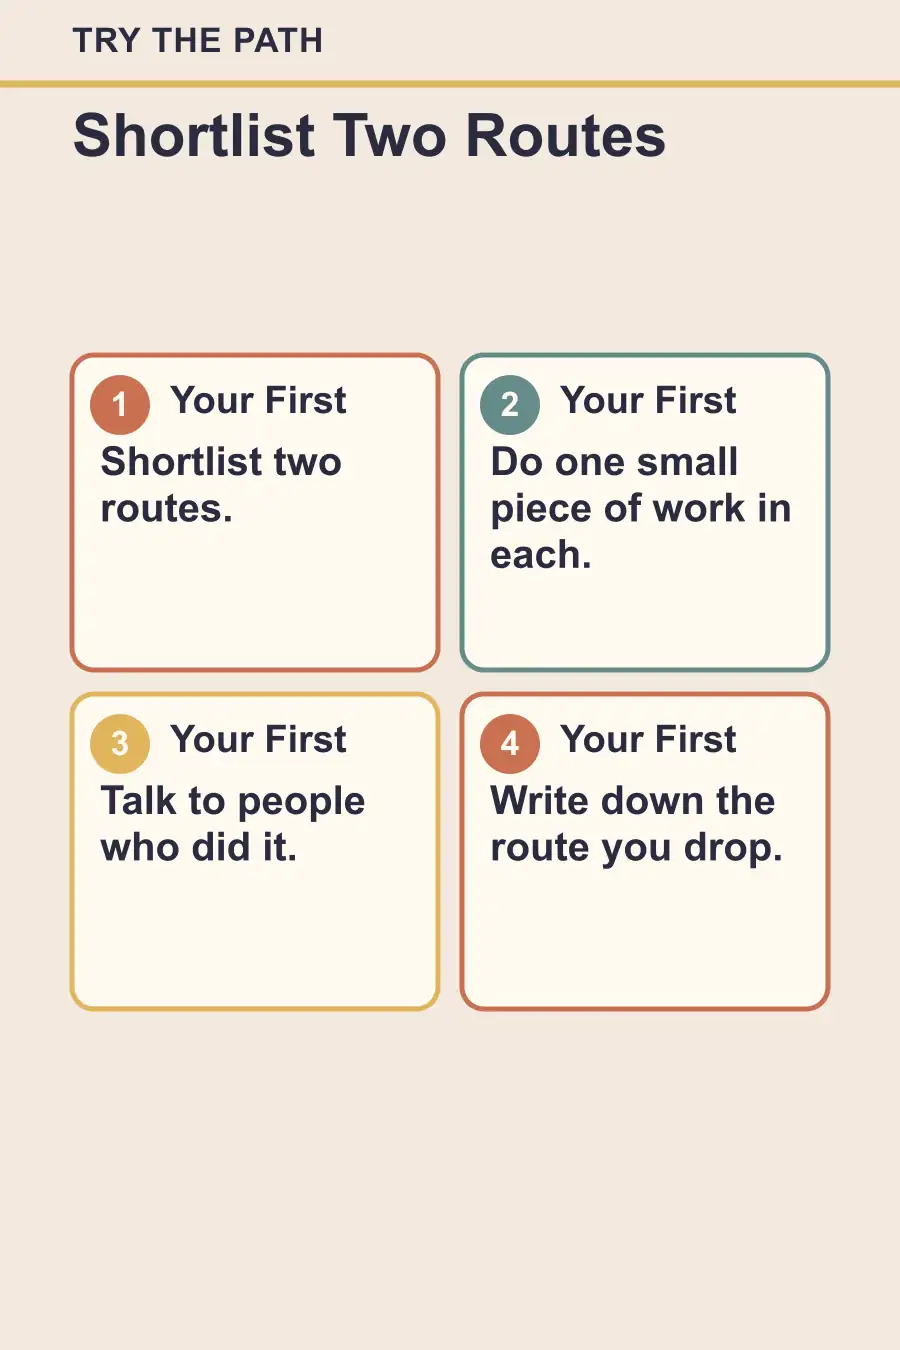 TRY THE PATH
Shortlist Two Routes
1 Your First
Shortlist two
routes.
2 Your First
Do one small
piece of work in
each.
3 Your First
Talk to people
who did it.
4 Your First
Write down the
route you drop.